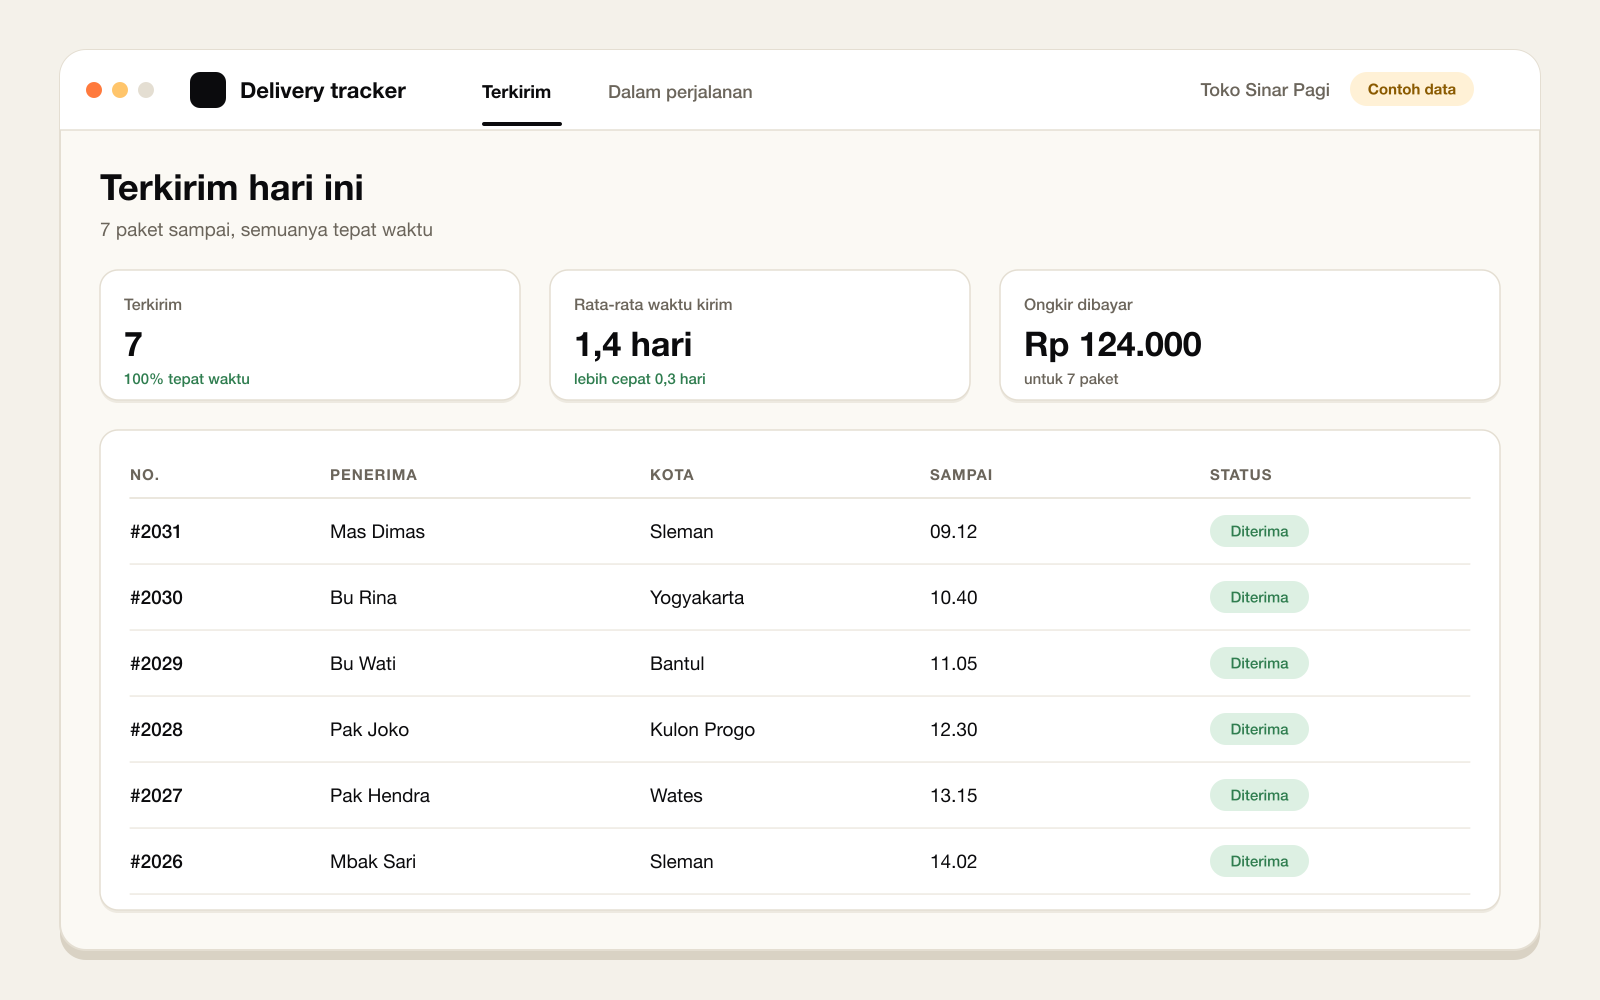 Delivery tracker Terkirim Dalam perjalanan Toko Sinar Pagi Contoh data
Terkirim hari ini
7 paket sampai, semuanya tepat waktu
Terkirim
7
100% tepat waktu
Rata-rata waktu kirim
1,4 hari
lebih cepat 0,3 hari
Ongkir dibayar
Rp 124.000
untuk 7 paket
NO. PENERIMA KOTA SAMPAI STATUS
#2031 Mas Dimas Sleman 09.12 Diterima
#2030 Bu Rina Yogyakarta 10.40 Diterima
#2029 Bu Wati Bantul 11.05 Diterima
#2028 Pak Joko Kulon Progo 12.30 Diterima
#2027 Pak Hendra Wates 13.15 Diterima
#2026 Mbak Sari Sleman 14.02 Diterima